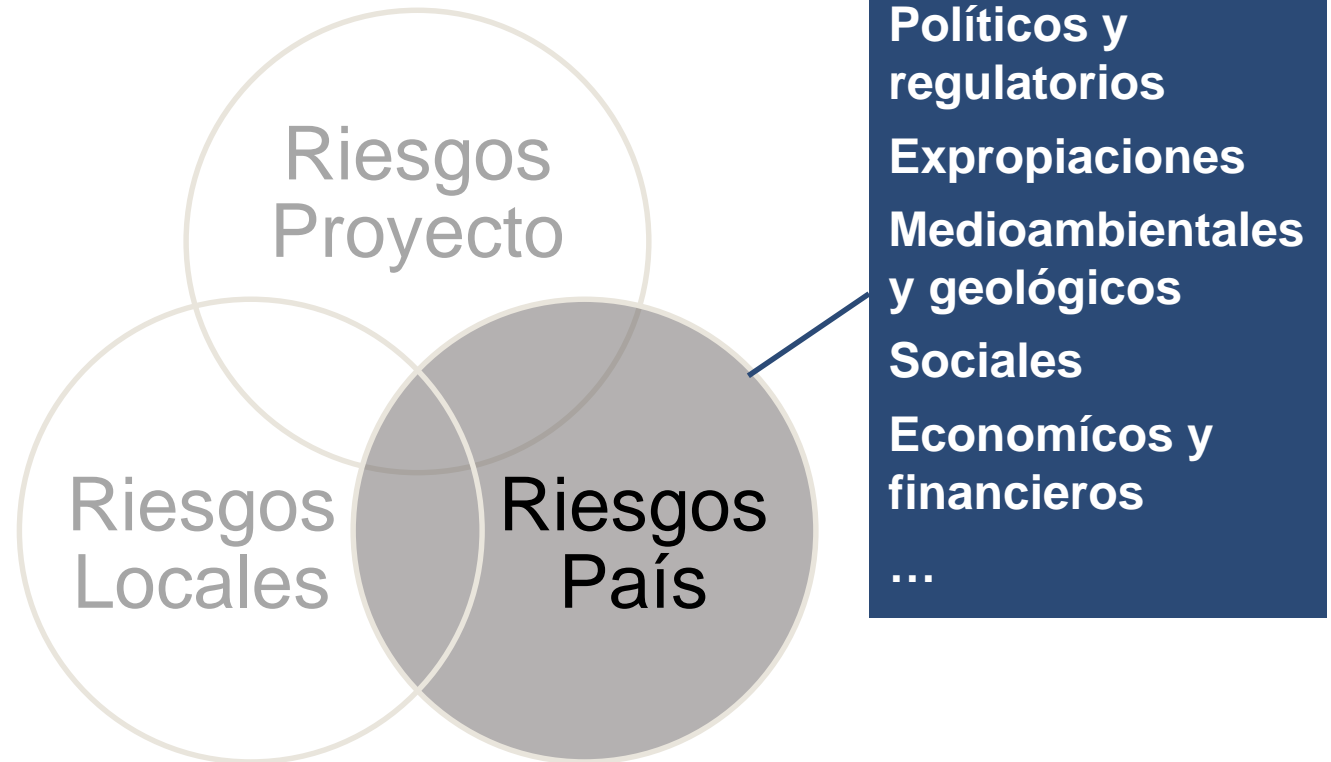 Riesgos
Proyecto
Riesgos
Locales
Riesgos
País
Políticos y
regulatorios
Expropiaciones
Medioambientales
y geológicos
Sociales
Economícos y
financieros
…